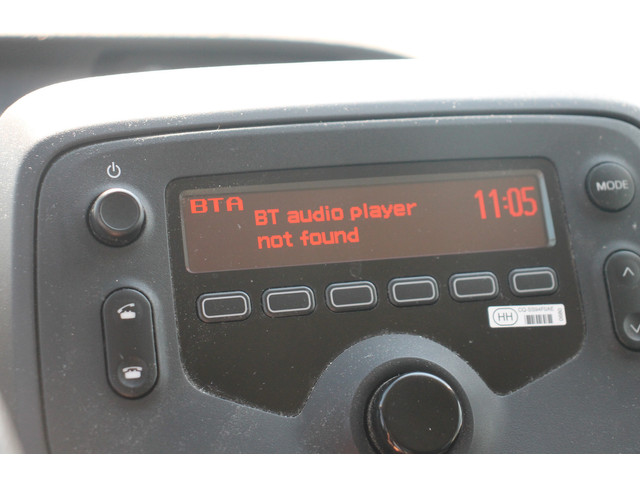 BTA
BT audio player
not found
11:05
MODE
HH